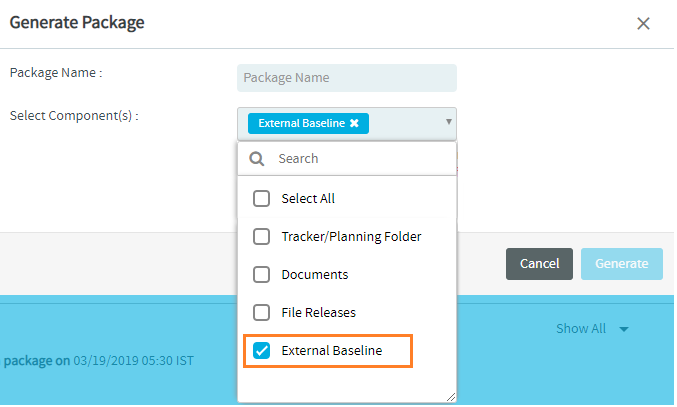 Generate Package
Package Name :
Package Name
Select Component(s) :
External Baseline
Search
Select All
Tracker/Planning Folder
Documents
File Releases
External Baseline
Cancel
Generate
Show All
package on 03/19/2019 05:30 IST